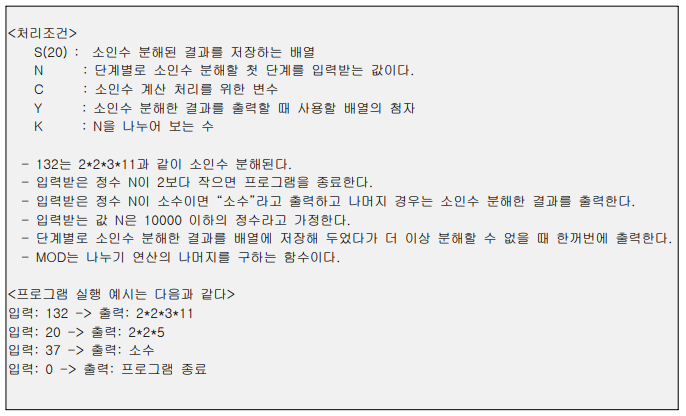 <처리조건>
S(20) : 소인수 분해된 결과를 저장하는 배열
N : 단계별로 소인수 분해할 첫 단계를 입력받는 값이다.
C : 소인수 계산 처리를 위한 변수
Y : 소인수 분해한 결과를 출력할 때 사용할 배열의 첨자
K : N을 나누어 보는 수
- 132는 2*2*3*11과 같이 소인수 분해된다.
- 입력받은 정수 N이 2보다 작으면 프로그램을 종료한다.
- 입력받은 정수 N이 소수이면 “소수”라고 출력하고 나머지 경우는 소인수 분해한 결과를 출력한다.
- 입력받는 값 N은 10000 이하의 정수라고 가정한다.
- 단계별로 소인수 분해한 결과를 배열에 저장해 두었다가 더 이상 분해할 수 없을 때 한꺼번에 출력한다.
- MOD는 나누기 연산의 나머지를 구하는 함수이다.
<프로그램 실행 예시는 다음과 같다>
입력: 132 -> 출력: 2*2*3*11
입력: 20 -> 출력: 2*2*5
입력: 37 -> 출력: 소수
입력: 0 -> 출력: 프로그램 종료